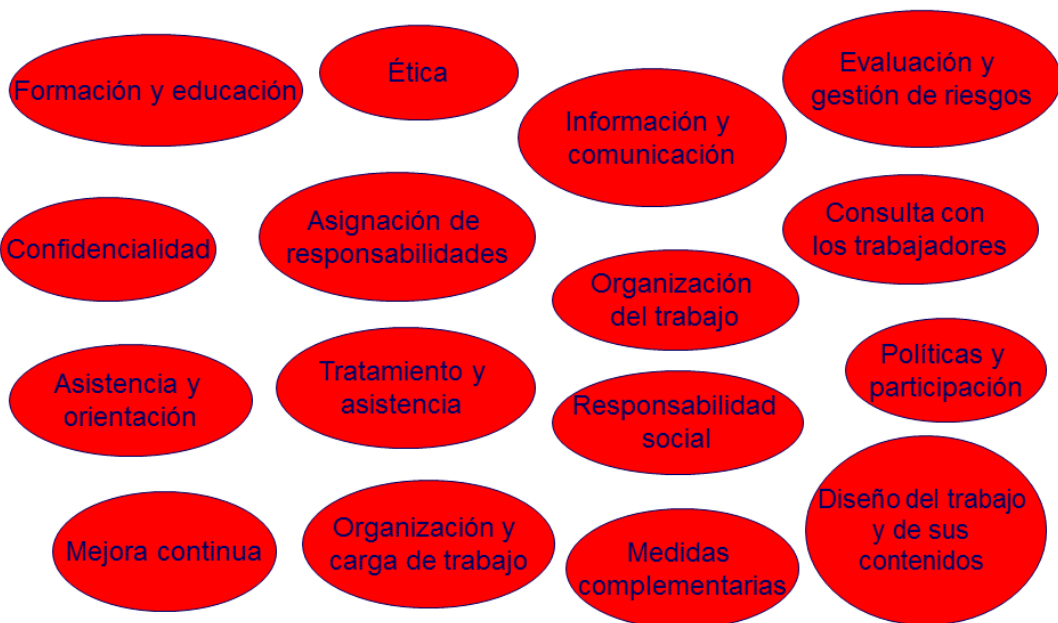 Formación y educación
Ética
Información y
comunicación
Evaluación y
gestión de riesgos
Confidencialidad
Asignación de
responsabilidades
Organización
del trabajo
Consulta con
los trabajadores
Asistencia y
orientación
Tratamiento y
asistencia
Responsabilidad
social
Políticas y
participación
Mejora continua
Organización y
carga de trabajo
Medidas
complementarias
Diseño del trabajo
y de sus
contenidos